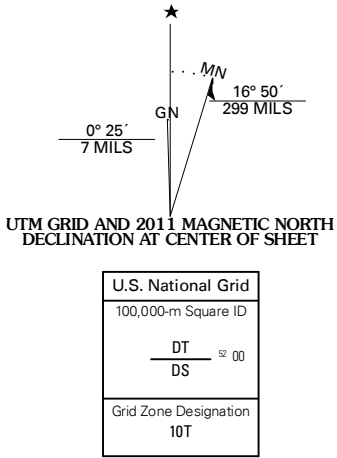 MN
16° 50´
299 MILS
GN
0° 25´
7 MILS
UTM GRID AND 2011 MAGNETIC NORTH
DECLINATION AT CENTER OF SHEET
U.S. National Grid
100,000-m Square ID
DT
52 00
DS
Grid Zone Designation
10T